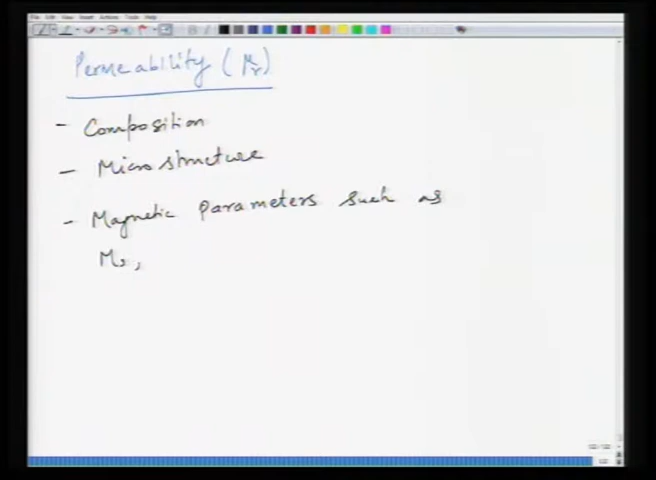 Permeability (μr)
- Composition
- Microstructure
- Magnetic Parameters such as
Ms,